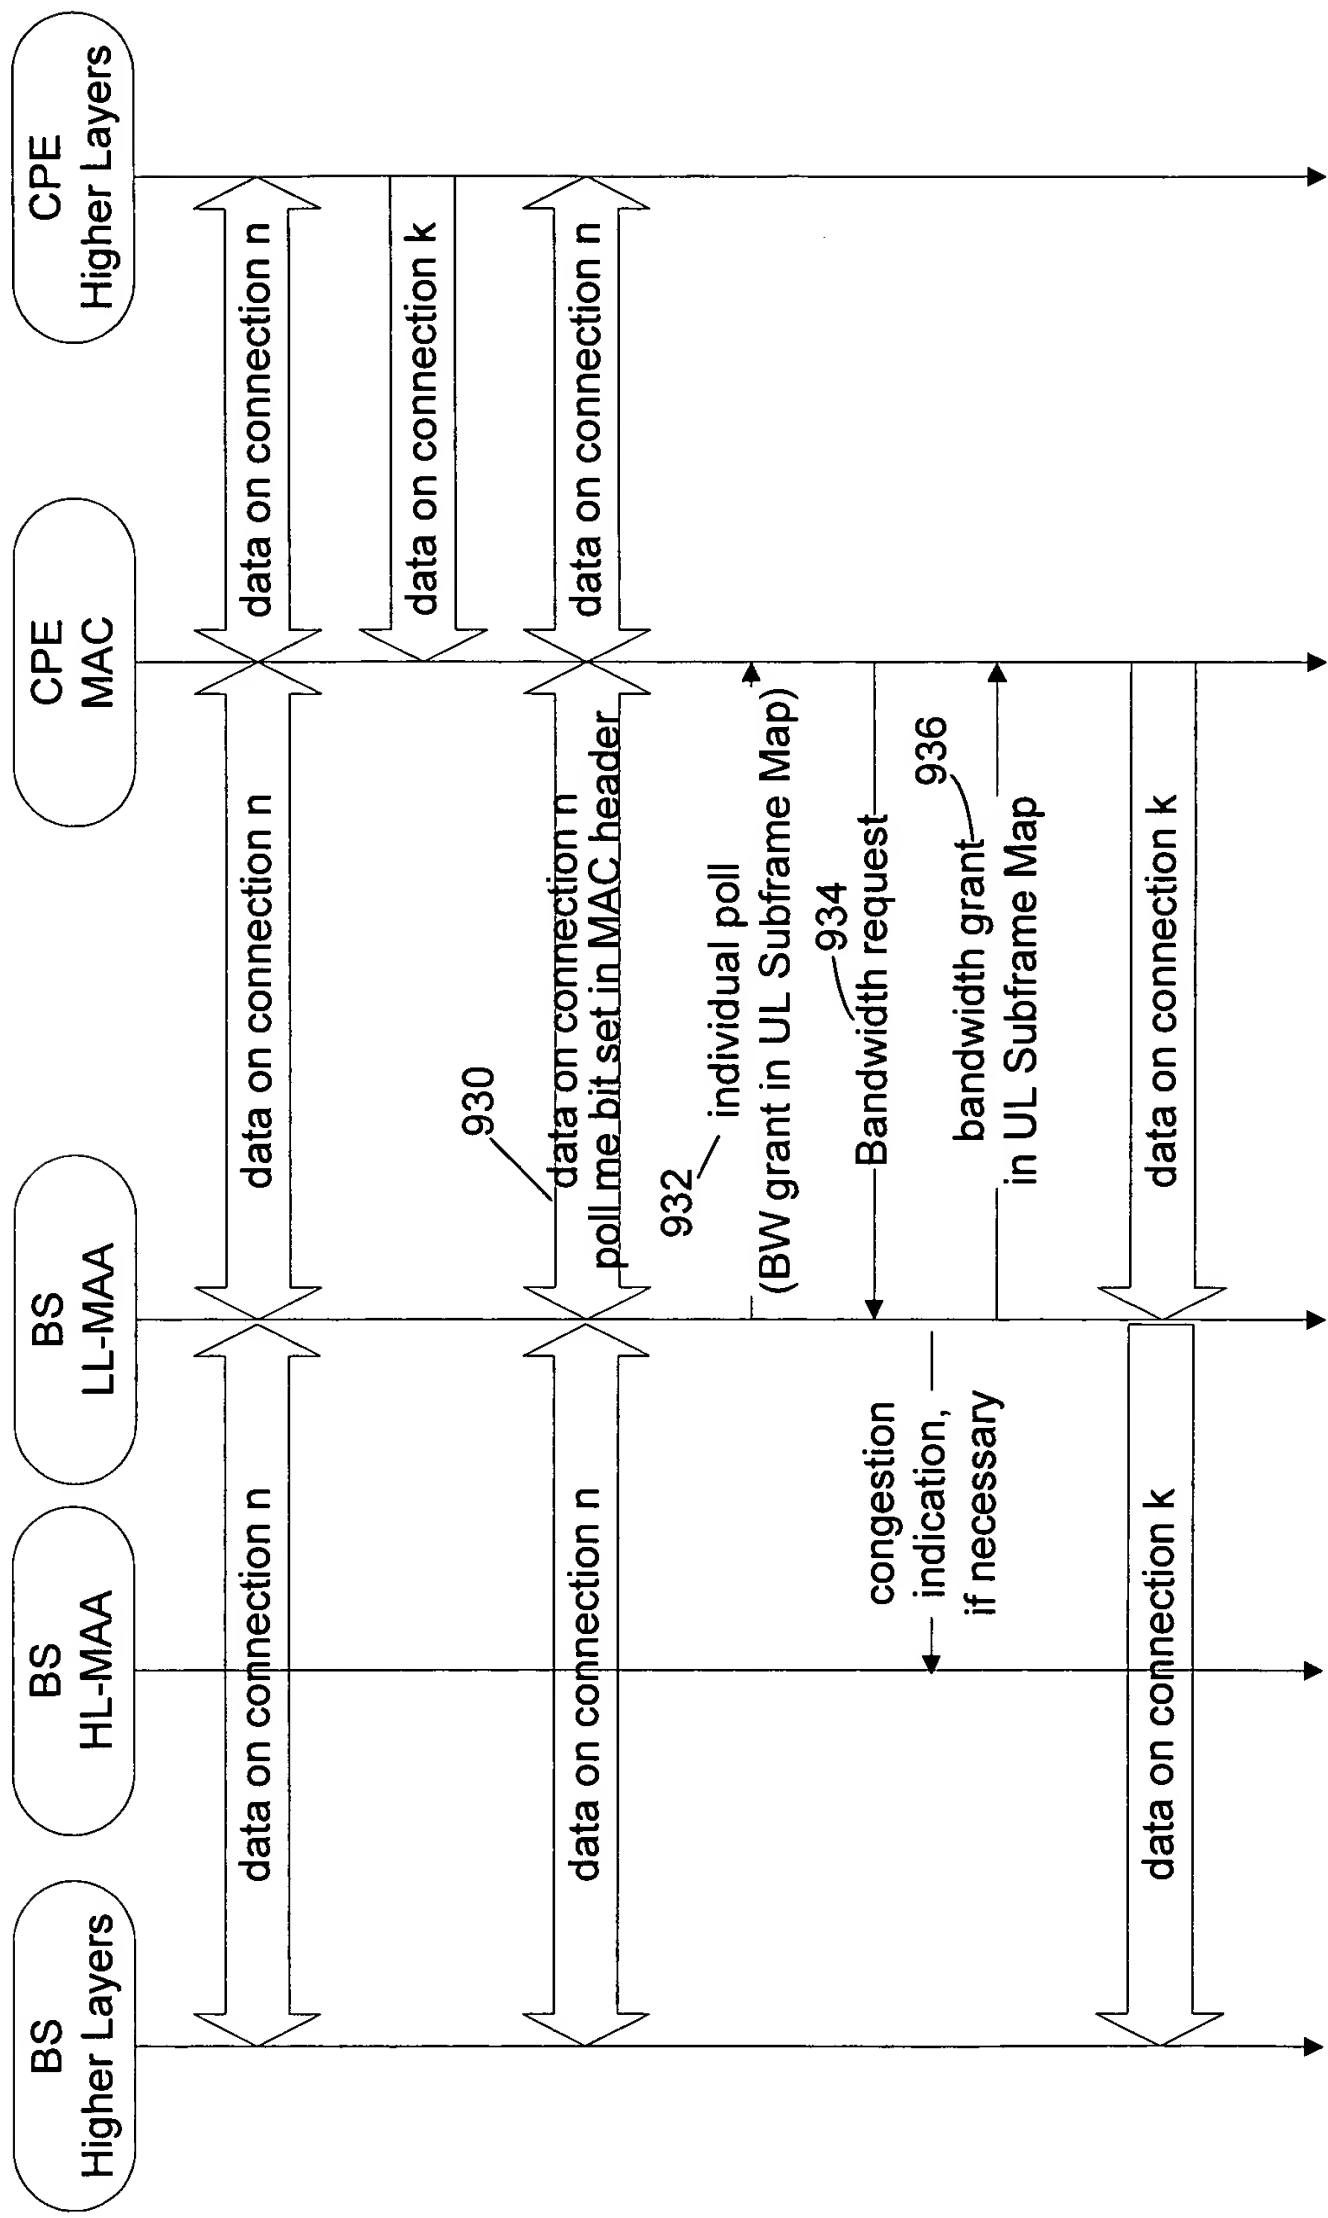 BS
Higher Layers
BS
HL-MAA
BS
LL-MAA
CPE
MAC
CPE
Higher Layers
data on connection n
data on connection n
data on connection n
data on connection k
930
data on connection n
data on connection n
poll me bit set in MAC header
data on connection n
932
individual poll
(BW grant in UL Subframe Map)
934
Bandwidth request
congestion
indication,
if necessary
936
bandwidth grant
in UL Subframe Map
data on connection k
data on connection k